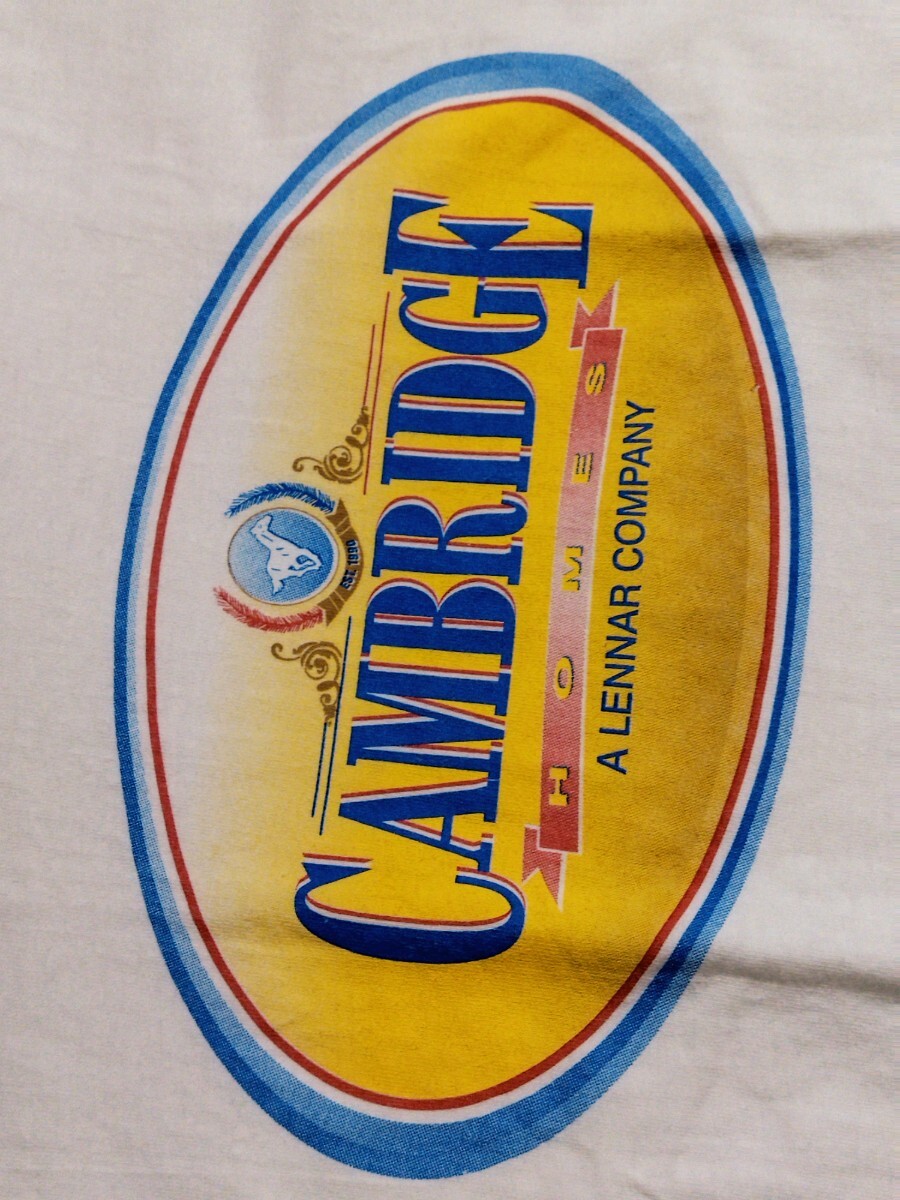 EST. 1990
CAMBRIDGE
HOMES
A LENNAR COMPANY